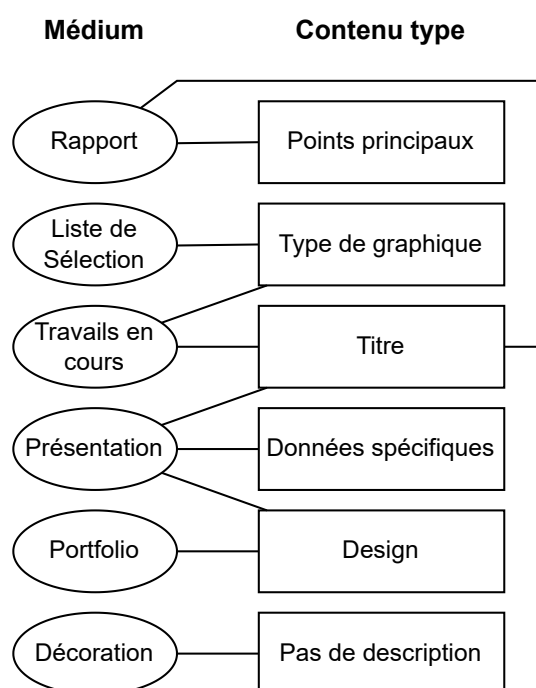 Médium
Contenu type
Rapport
Points principaux
Liste de
Sélection
Type de graphique
Travails en
cours
Titre
Présentation
Données spécifiques
Portfolio
Design
Décoration
Pas de description